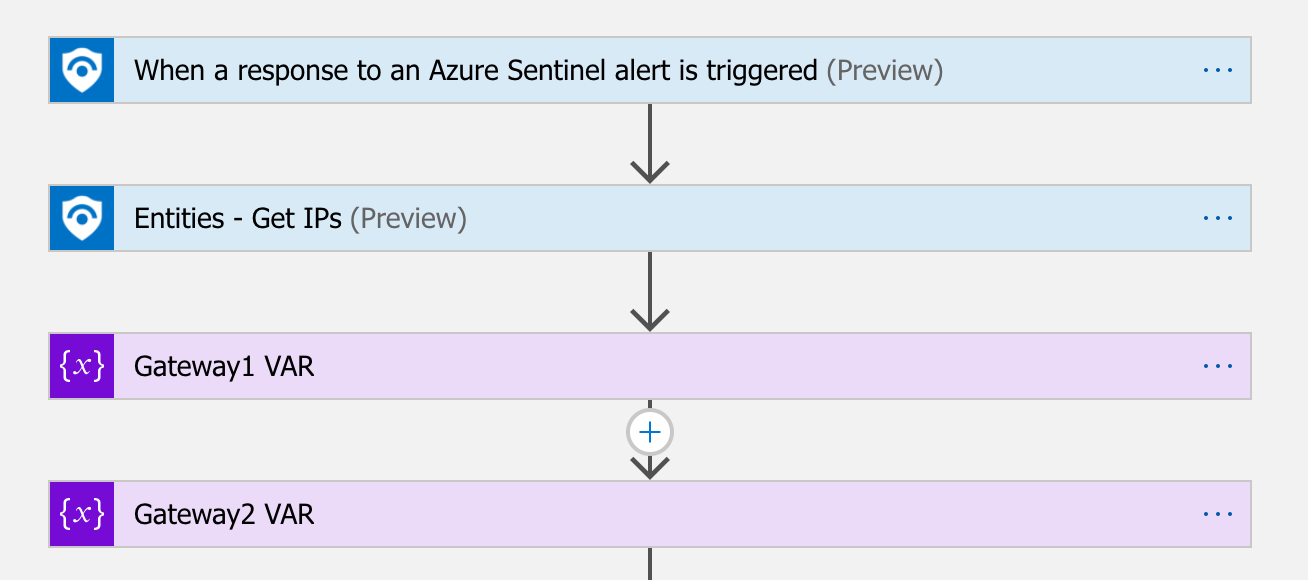 When a response to an Azure Sentinel alert is triggered (Preview)
Entities - Get IPs (Preview)
{x} Gateway1 VAR
{x} Gateway2 VAR